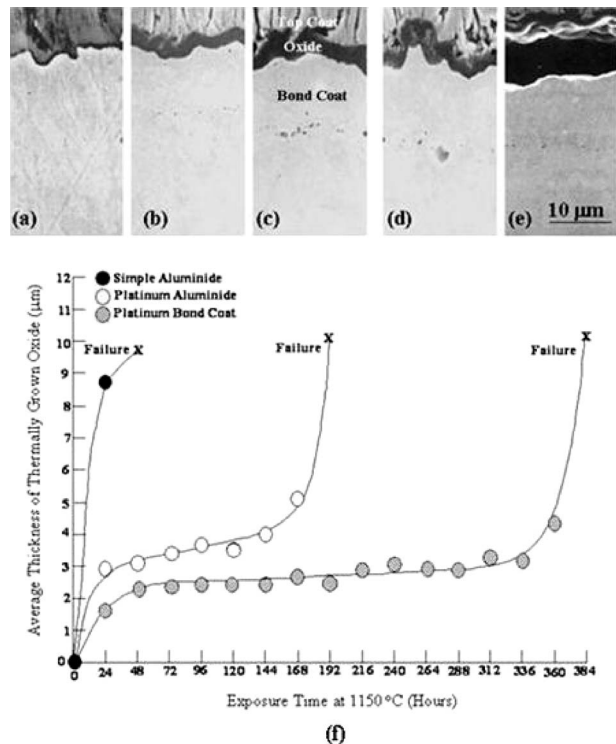 Top Coat
Oxide
Bond Coat
(a)
(b)
(c)
(d)
(e)
10 μm
12
11
10
9
8
7
6
5
4
3
2
1
0
Average Thickness of Thermally Grown Oxide (μm)
Simple Aluminide
Platinum Aluminide
Platinum Bond Coat
Failure X
Failure X
Failure X
0 24 48 72 96 120 144 168 192 216 240 264 288 312 336 360 384
Exposure Time at 1150 °C (Hours)
(f)